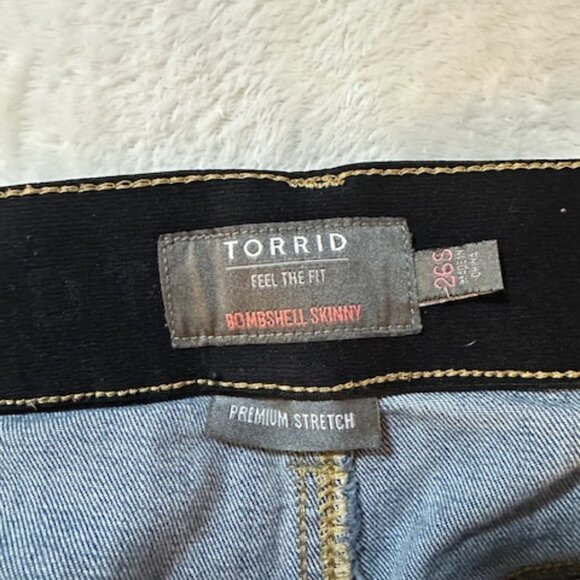 TORRID
FEEL THE FIT
BOMBSHELL SKINNY
26S
MADE IN
CHINA
PREMIUM STRETCH